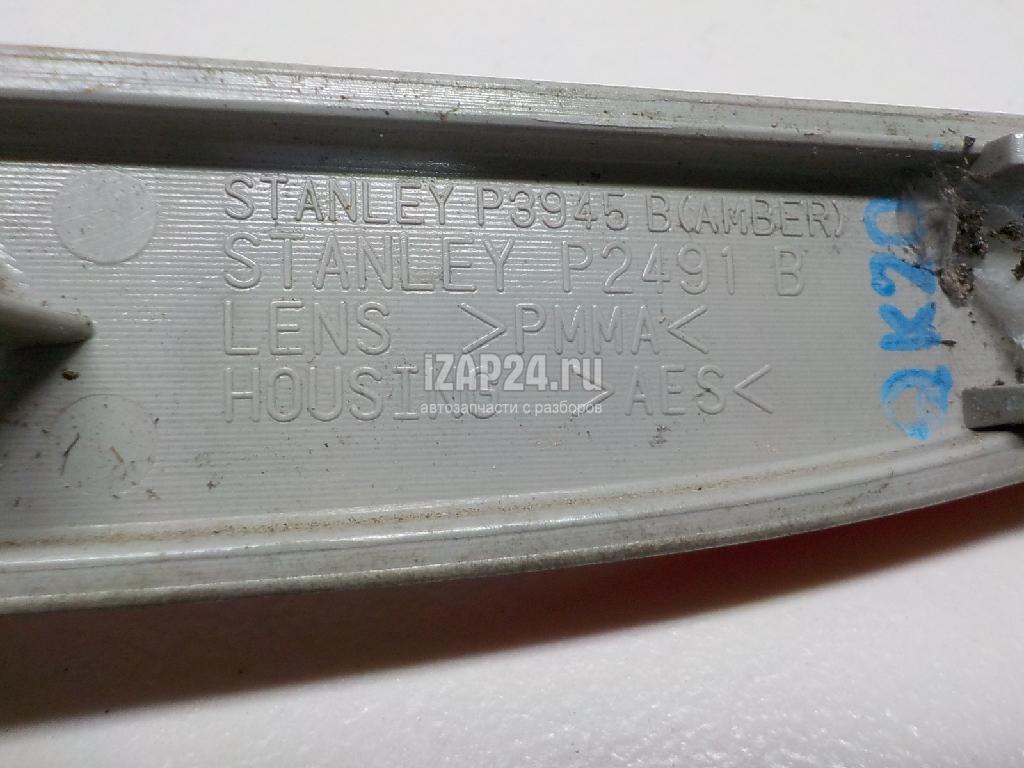 STANLEY P3945 B(AMBER)
STANLEY P2491 B
LENS >PMMA<
HOUSING >AES<
iZAP24.ru
автозапчасти с разборов